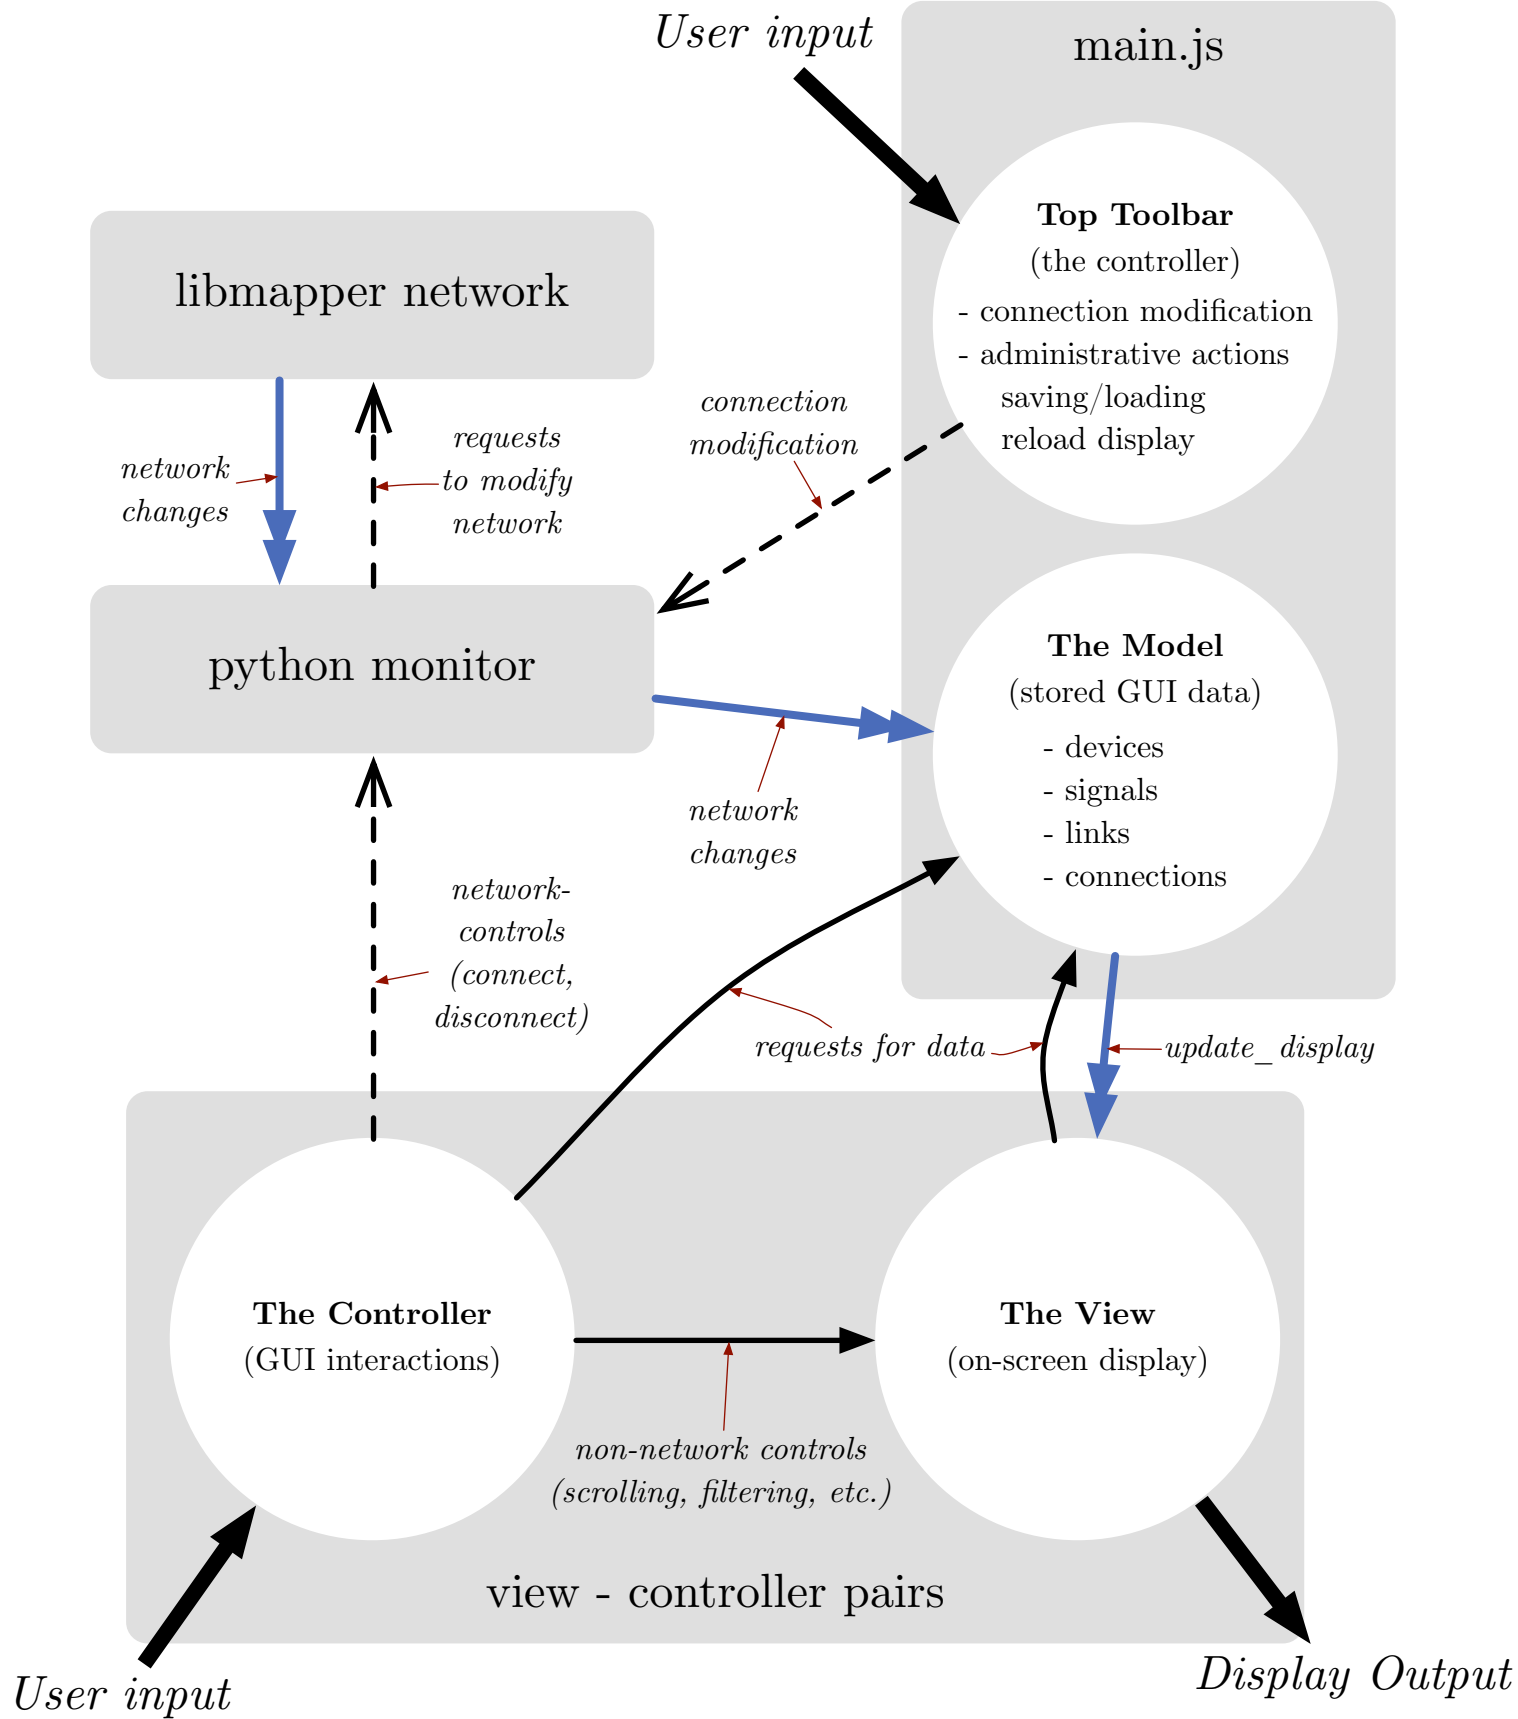 User input
main.js
Top Toolbar
(the controller)
- connection modification
- administrative actions
saving/loading
reload display
libmapper network
connection
modification
network
changes
requests
to modify
network
python monitor
The Model
(stored GUI data)
- devices
- signals
- links
- connections
network
changes
network-
controls
(connect,
disconnect)
requests for data
update_display
The Controller
(GUI interactions)
The View
(on-screen display)
non-network controls
(scrolling, filtering, etc.)
view - controller pairs
User input
Display Output